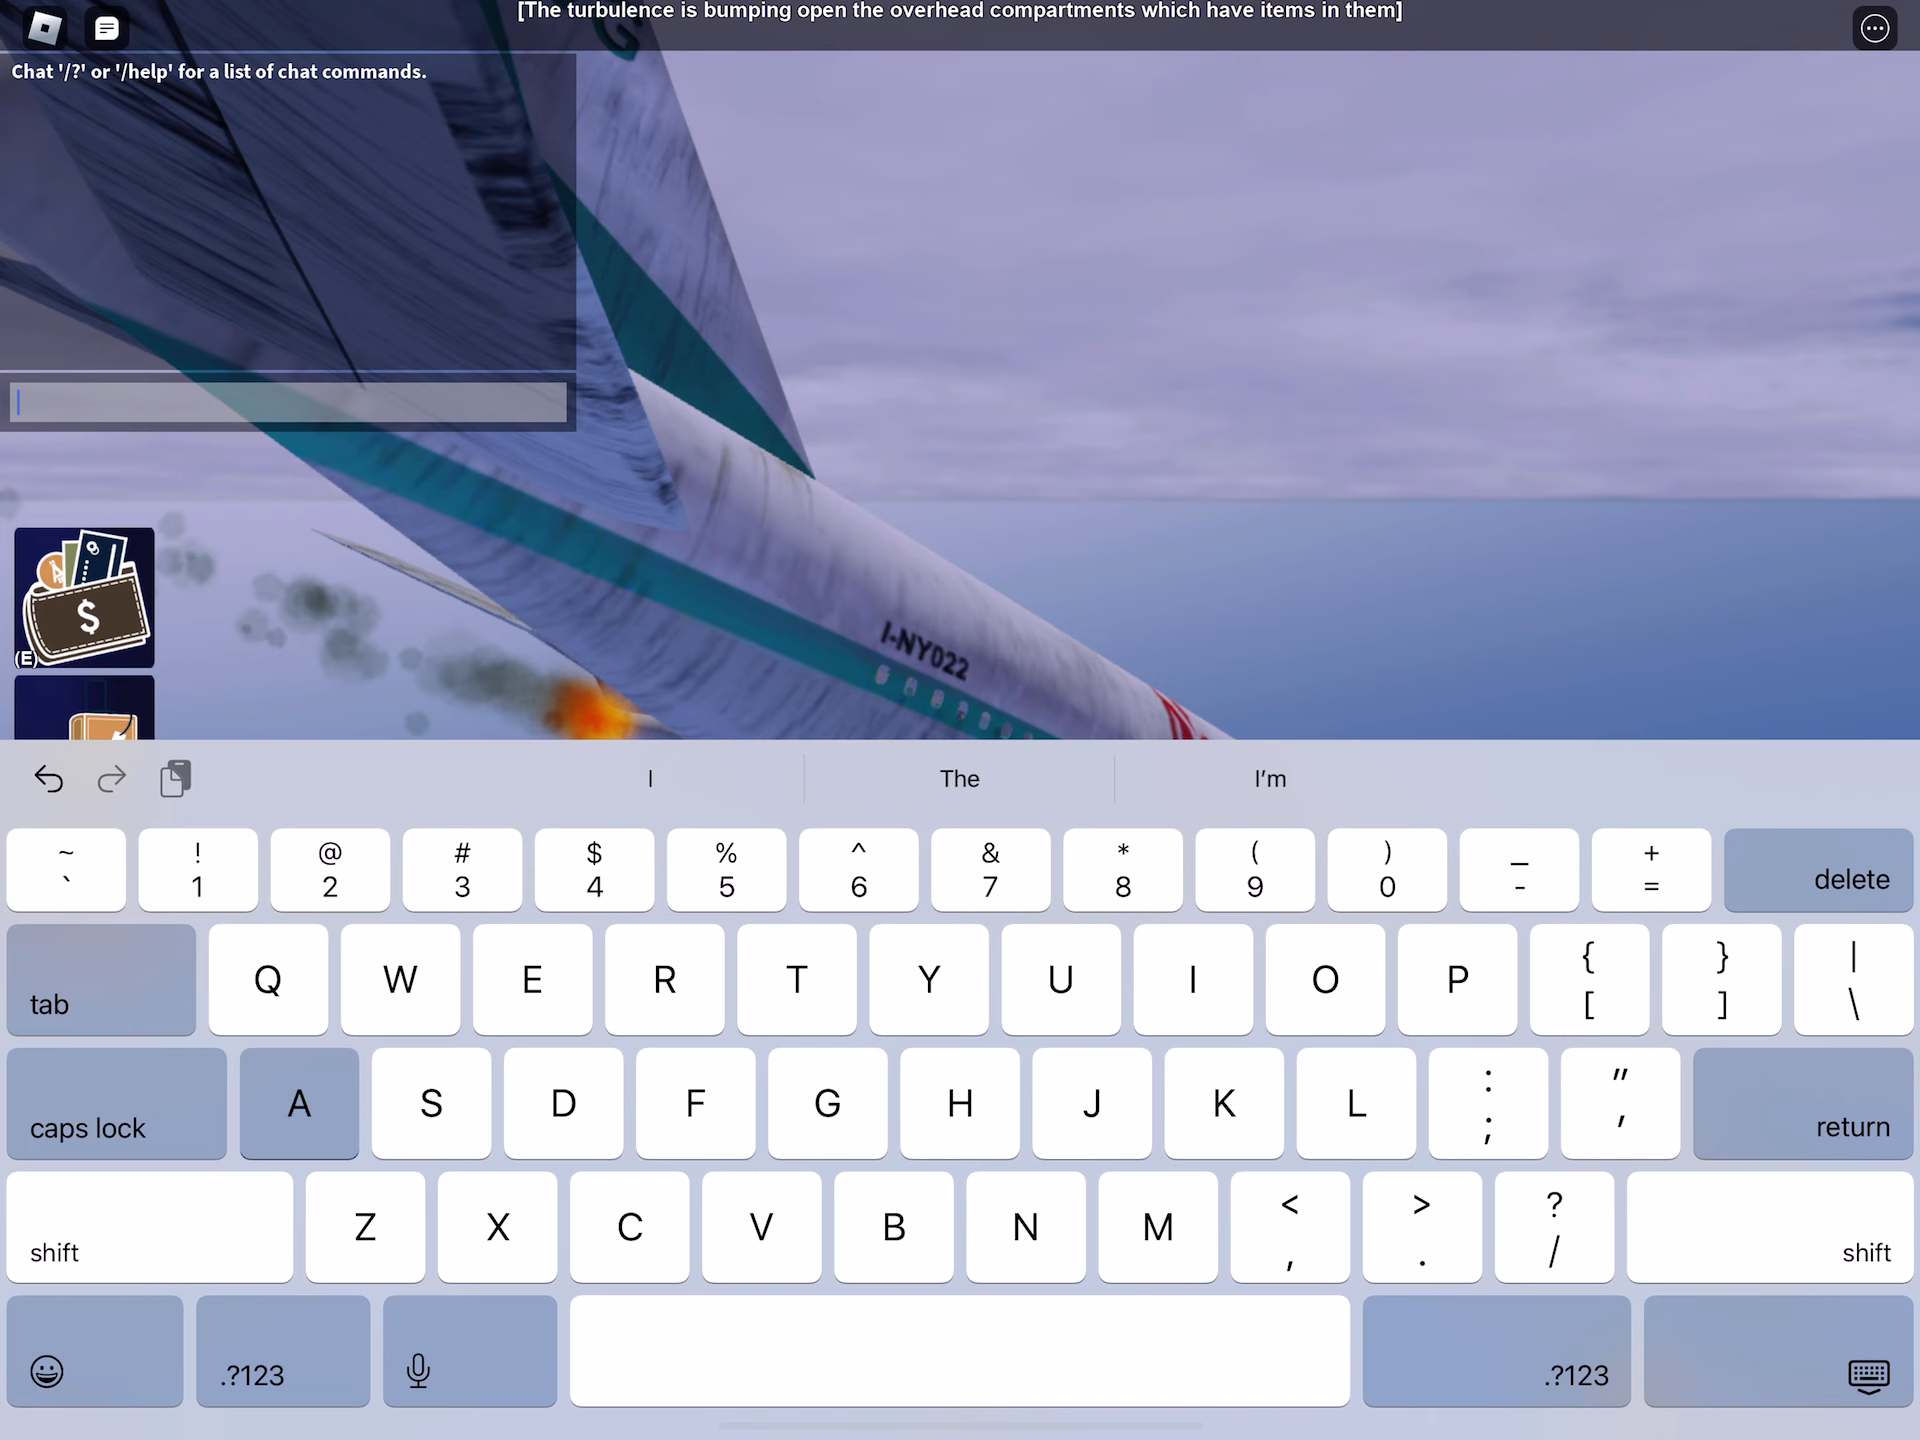 [The turbulence is bumping open the overhead compartments which have items in them]
Chat '/?' or '/help' for a list of chat commands.
G
$
(E)
I-NY022
I The I'm
~ ! @ # $ % ^ & * ( ) _ +
` 1 2 3 4 5 6 7 8 9 0 - = delete
tab Q W E R T Y U I O P { [ } ] | \
caps lock A S D F G H J K L : ; " ' return
shift Z X C V B N M < , > . ? / shift
.?123 .?123